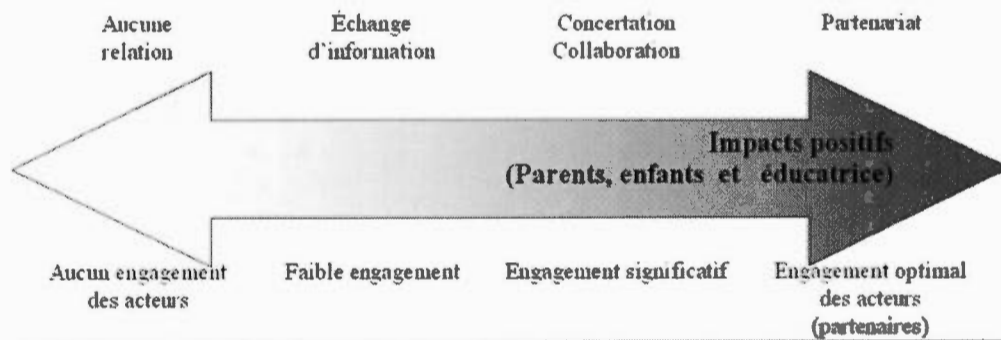 Aucune
relation
Échange
d'information
Concertation
Collaboration
Partenariat
Impacts positifs
(Parents, enfants et éducatrice)
Aucun engagement
des acteurs
Faible engagement
Engagement significatif
Engagement optimal
des acteurs
(partenaires)